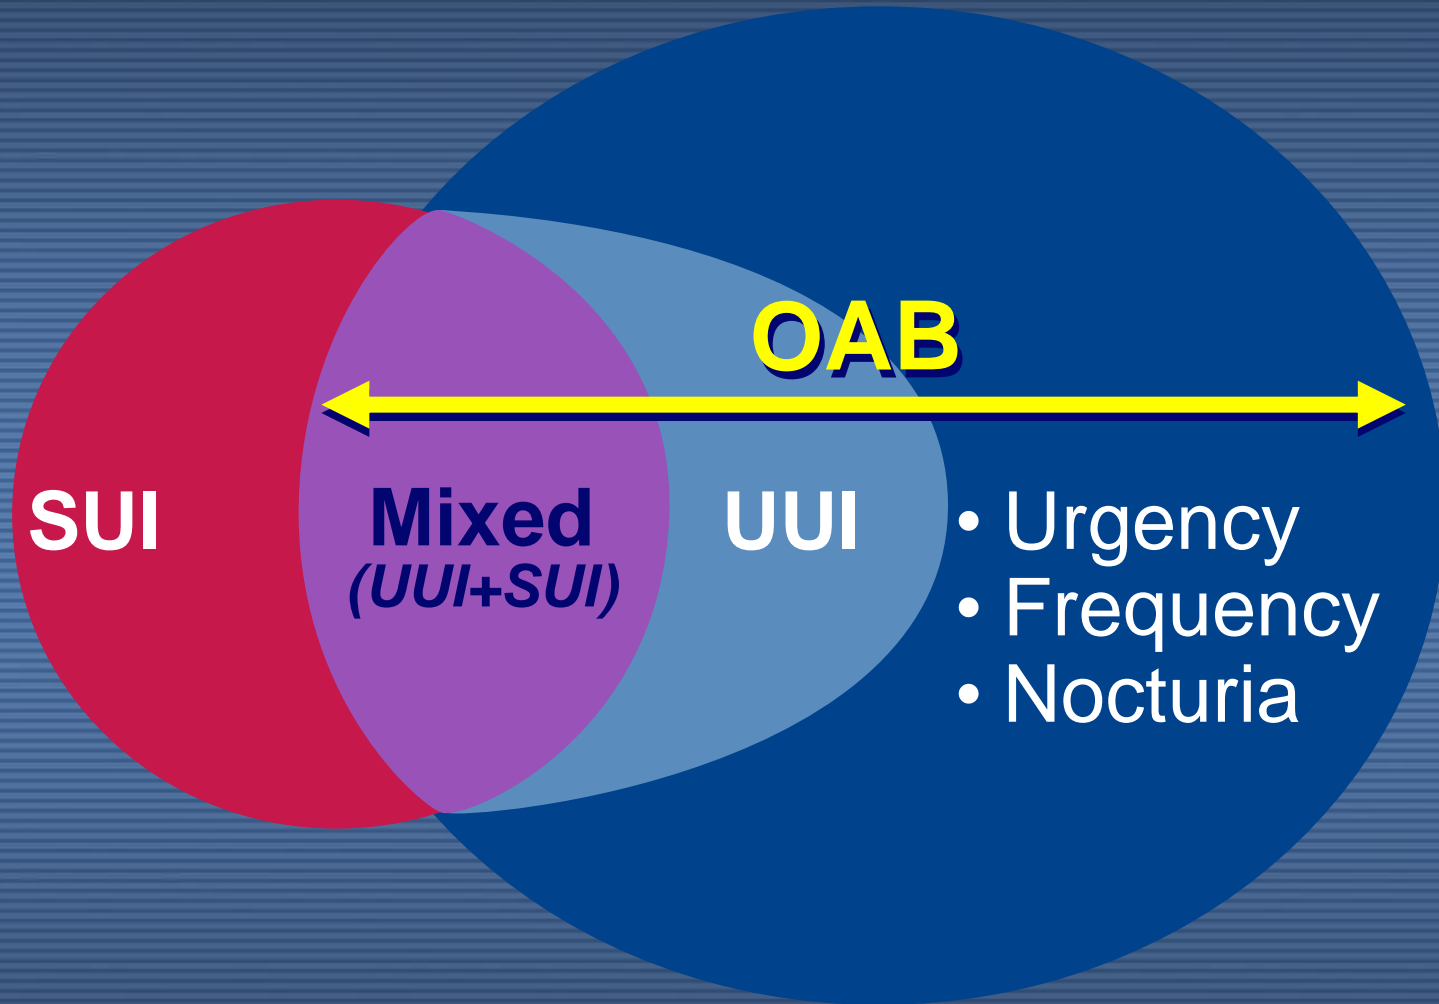 OAB
SUI
Mixed
(UUI+SUI)
UUI
• Urgency
• Frequency
• Nocturia